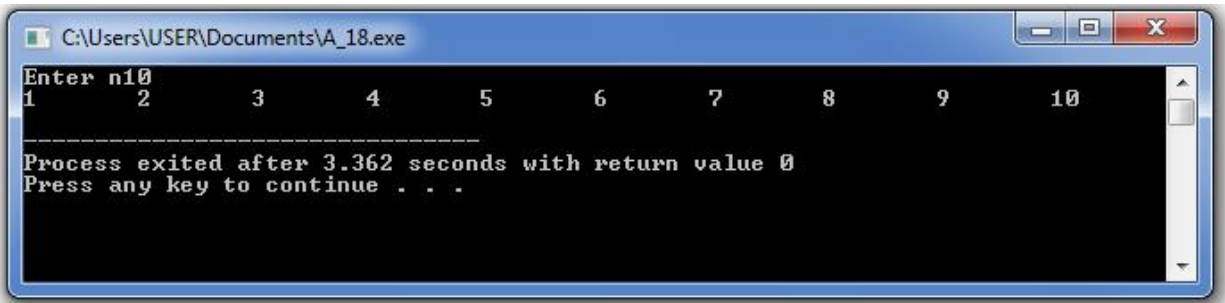 C:\Users\USER\Documents\A_18.exe
Enter n10
1 2 3 4 5 6 7 8 9 10
--------------------------------
Process exited after 3.362 seconds with return value 0
Press any key to continue . . .